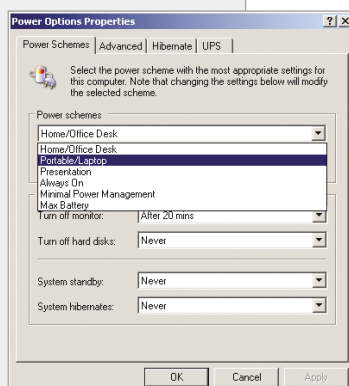 Power Options Properties
Power Schemes Advanced Hibernate UPS
Select the power scheme with the most appropriate settings for
this computer. Note that changing the settings below will modify
the selected scheme.
Power schemes
Home/Office Desk
Home/Office Desk
Portable/Laptop
Presentation
Always On
Minimal Power Management
Max Battery
Turn off monitor: After 20 mins
Turn off hard disks: Never
System standby: Never
System hibernates: Never
OK Cancel Apply